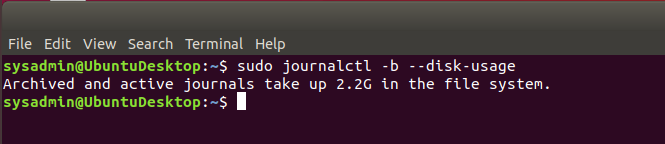 File Edit View Search Terminal Help
sysadmin@UbuntuDesktop:~$ sudo journalctl -b --disk-usage
Archived and active journals take up 2.2G in the file system.
sysadmin@UbuntuDesktop:~$